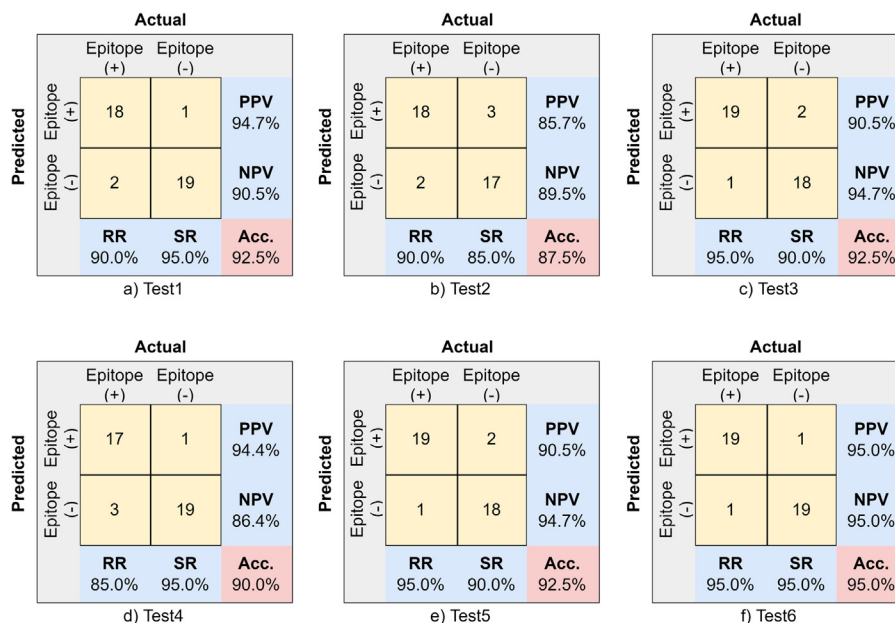 Actual
Epitope (+) Epitope (-)
Predicted
Epitope (+) 18 1 PPV 94.7%
Epitope (-) 2 19 NPV 90.5%
RR 90.0% SR 95.0% Acc. 92.5%
a) Test1
Actual
Epitope (+) Epitope (-)
Predicted
Epitope (+) 18 3 PPV 85.7%
Epitope (-) 2 17 NPV 89.5%
RR 90.0% SR 85.0% Acc. 87.5%
b) Test2
Actual
Epitope (+) Epitope (-)
Predicted
Epitope (+) 19 2 PPV 90.5%
Epitope (-) 1 18 NPV 94.7%
RR 95.0% SR 90.0% Acc. 92.5%
c) Test3
Actual
Epitope (+) Epitope (-)
Predicted
Epitope (+) 17 1 PPV 94.4%
Epitope (-) 3 19 NPV 86.4%
RR 85.0% SR 95.0% Acc. 90.0%
d) Test4
Actual
Epitope (+) Epitope (-)
Predicted
Epitope (+) 19 2 PPV 90.5%
Epitope (-) 1 18 NPV 94.7%
RR 95.0% SR 90.0% Acc. 92.5%
e) Test5
Actual
Epitope (+) Epitope (-)
Predicted
Epitope (+) 19 1 PPV 95.0%
Epitope (-) 1 19 NPV 95.0%
RR 95.0% SR 95.0% Acc. 95.0%
f) Test6